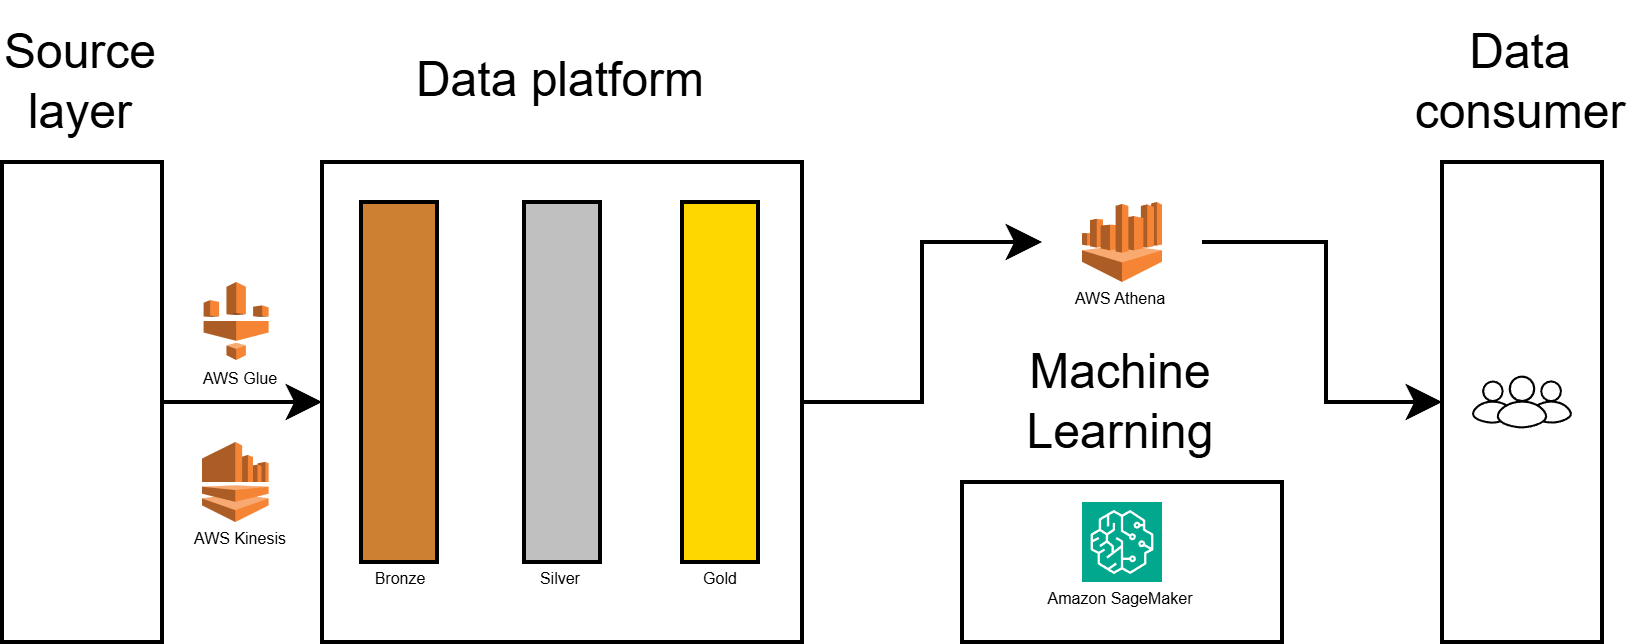 Source
layer
Data platform
Data
consumer
AWS Glue
AWS Kinesis
Bronze
Silver
Gold
AWS Athena
Machine
Learning
Amazon SageMaker